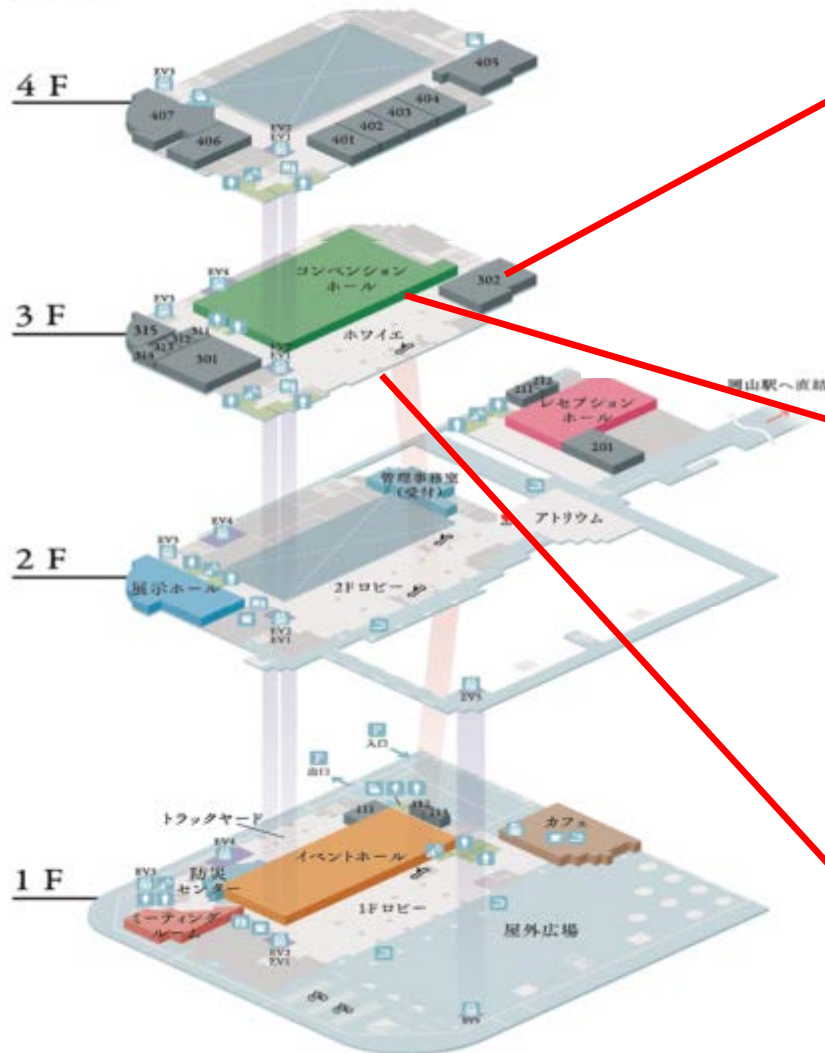 4 F
EV3
407
406
EV2
EV1
401
402
403
404
405
3 F
EV4
EV3
コンベンション
ホール
302
ホワイエ
315
314
313
312
311
301
EV2
EV1
岡山駅へ直結
212
211
レセプション
ホール
201
管理事務室
(受付)
アトリウム
2 F
EV4
EV3
展示ホール
2Fロビー
EV2
EV1
P
入口
P
出口
トラックヤード
111
カフェ
EV4
イベントホール
防災
センター
EV3
1 F
ミーティング
ルーム
1Fロビー
屋外広場
EV2
EV1